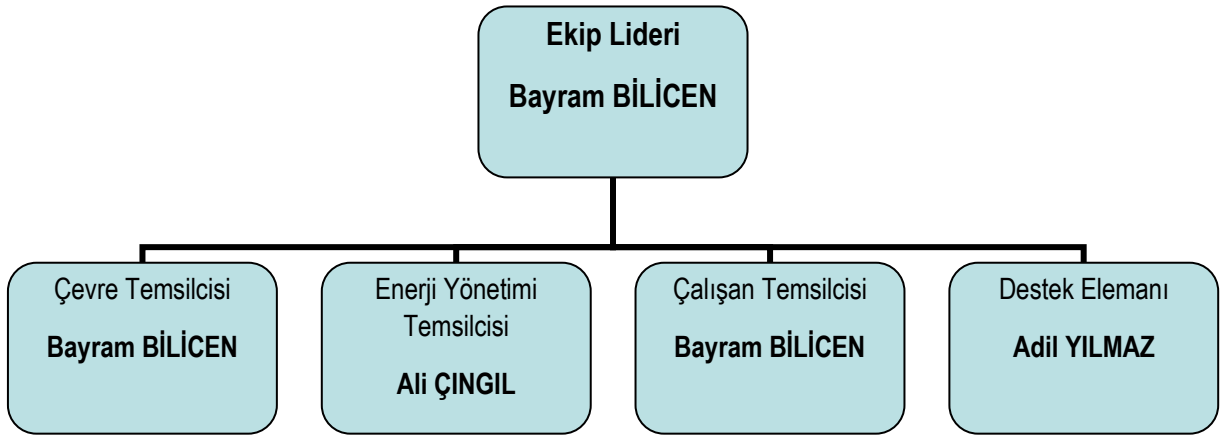 Ekip Lideri
Bayram BİLİCEN
Çevre Temsilcisi
Bayram BİLİCEN
Enerji Yönetimi
Temsilcisi
Ali ÇINGIL
Çalışan Temsilcisi
Bayram BİLİCEN
Destek Elemanı
Adil YILMAZ